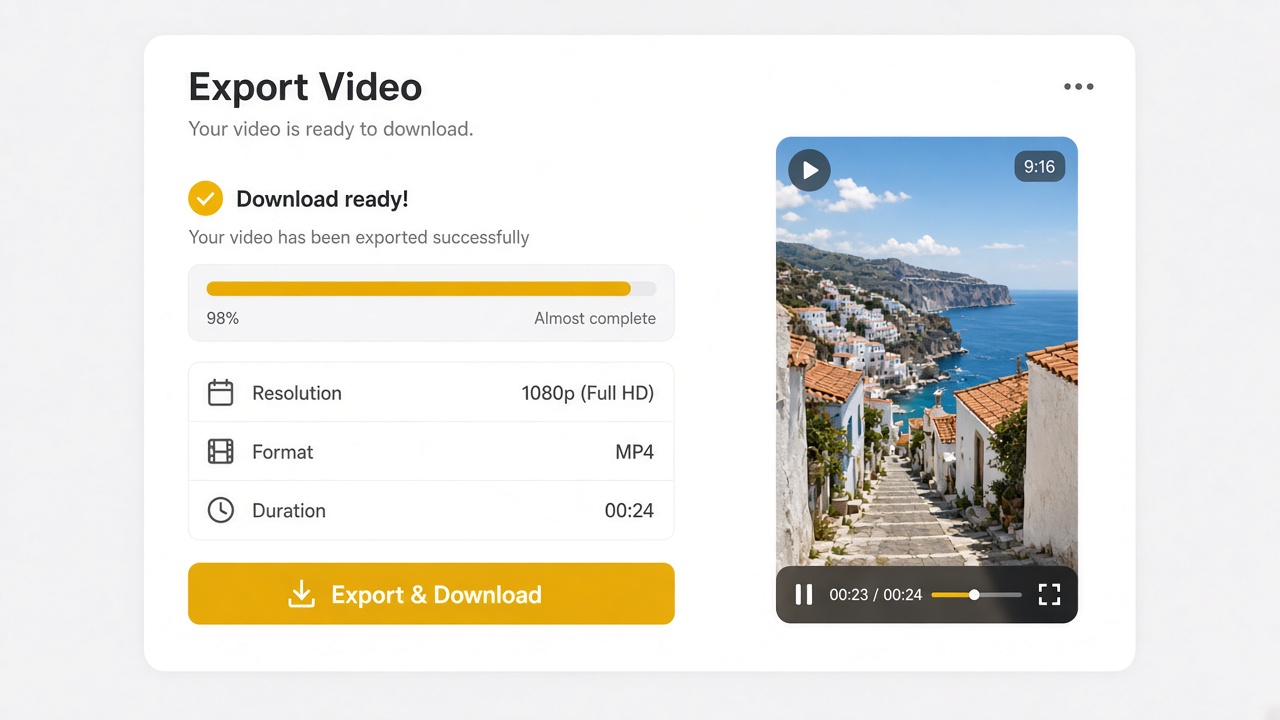 Export Video
Your video is ready to download.
Download ready!
Your video has been exported successfully
98% Almost complete
Resolution 1080p (Full HD)
Format MP4
Duration 00:24
Export & Download
9:16
00:23 / 00:24